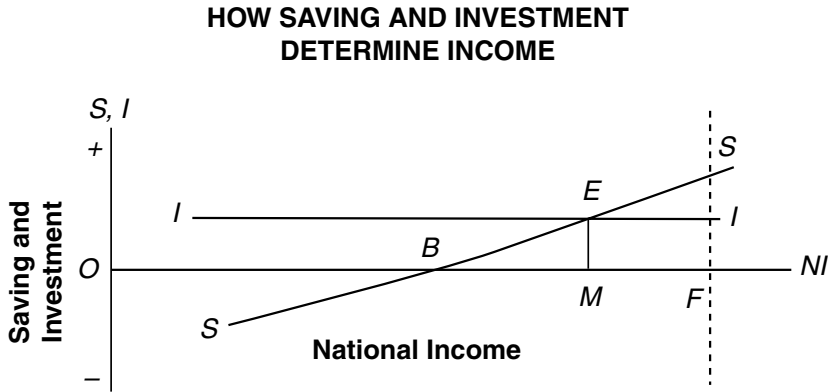 HOW SAVING AND INVESTMENT
DETERMINE INCOME
S, I
+
S
E
I
I
B
O
NI
M
F
S
National Income
–
Saving and
Investment